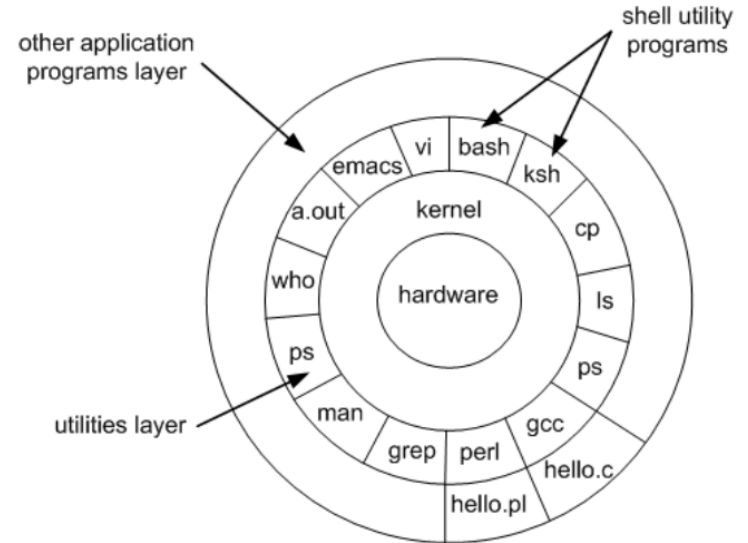 shell utility
programs
other application
programs layer
vi
bash
emacs
ksh
a.out
kernel
cp
who
hardware
ls
ps
ps
utilities layer
man
gcc
grep
perl
hello.c
hello.pl